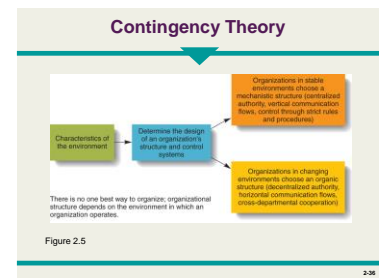 Contingency Theory
Organizations in stable
environments choose a
mechanistic structure (centralized
authority, vertical communication
flows, control through strict rules
and procedures)
Characteristics of
the environment
Determine the design
of an organization's
structure and control
systems
Organizations in changing
environments choose an organic
structure (decentralized authority,
horizontal communication flows,
cross-departmental cooperation)
There is no one best way to organize; organizational
structure depends on the environment in which an
organization operates.
Figure 2.5
2-36